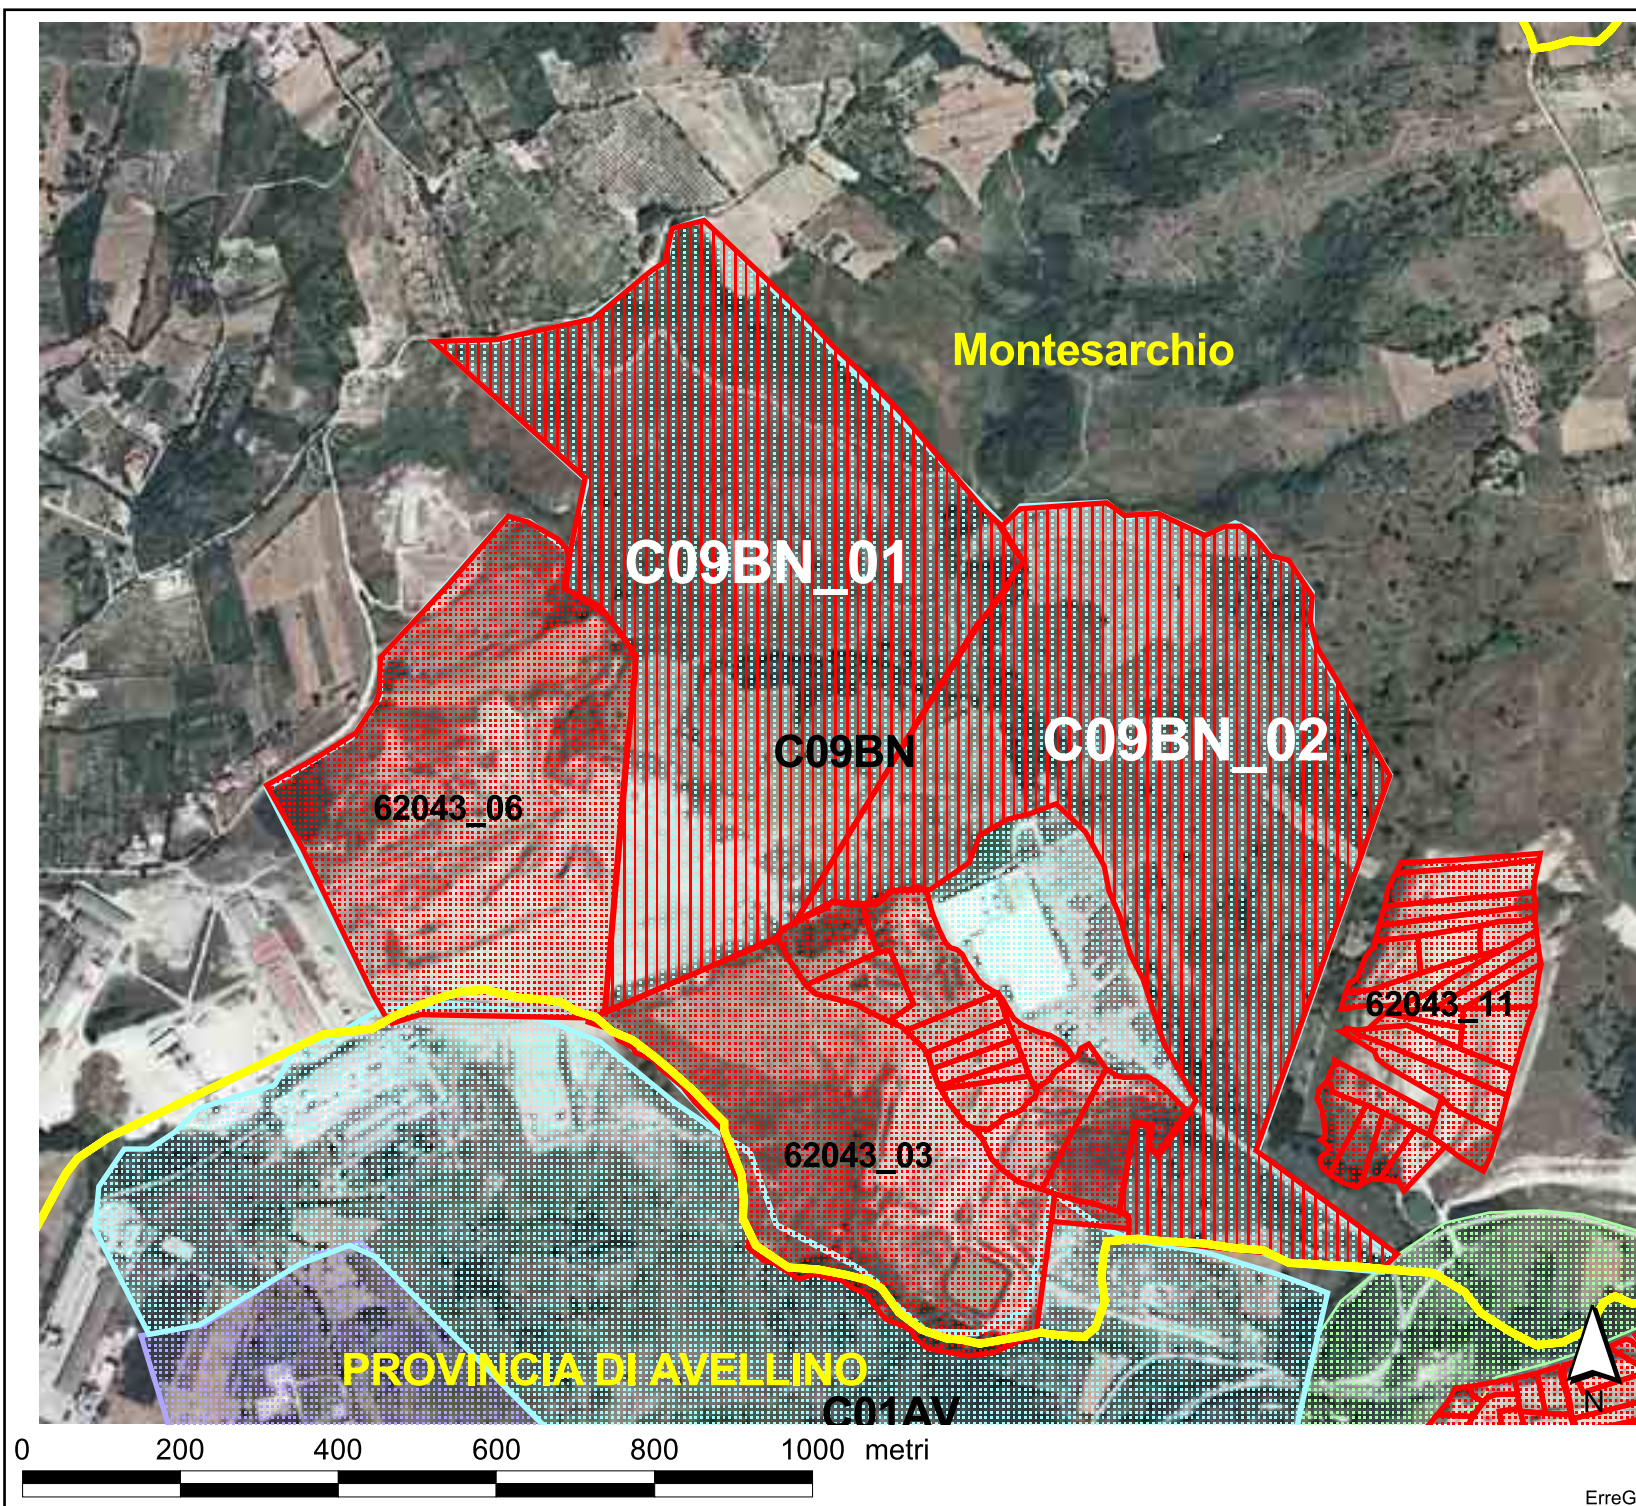 Montesarchio
C09BN_01
C09BN_02
C09BN
62043_06
62043_11
62043_03
PROVINCIA DI AVELLINO
C01AV
N
0 200 400 600 800 1000 metri
ErreG